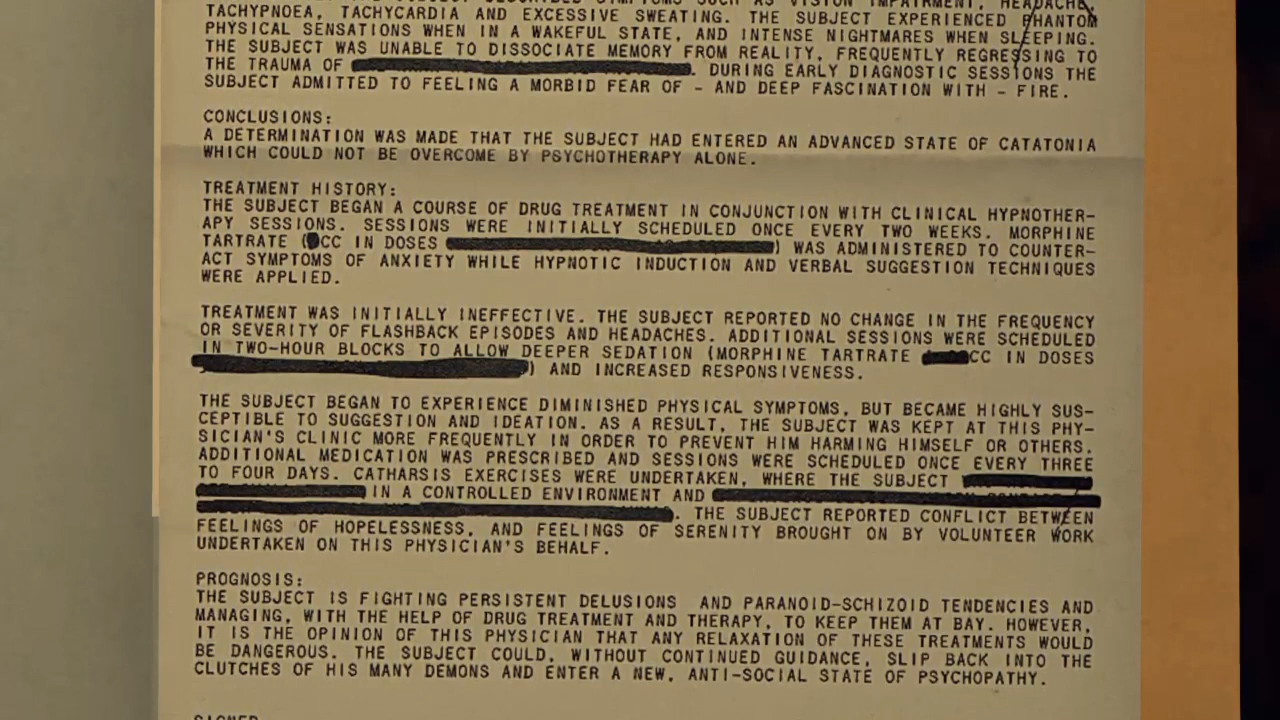 SUBJECT DESCRIBED SYMPTOMS SUCH AS VISION IMPAIRMENT, HEADACHE,
TACHYPNOEA, TACHYCARDIA AND EXCESSIVE SWEATING. THE SUBJECT EXPERIENCED PHANTOM
PHYSICAL SENSATIONS WHEN IN A WAKEFUL STATE, AND INTENSE NIGHTMARES WHEN SLEEPING.
THE SUBJECT WAS UNABLE TO DISSOCIATE MEMORY FROM REALITY, FREQUENTLY REGRESSING TO
THE TRAUMA OF . DURING EARLY DIAGNOSTIC SESSIONS THE
SUBJECT ADMITTED TO FEELING A MORBID FEAR OF - AND DEEP FASCINATION WITH - FIRE.
CONCLUSIONS:
A DETERMINATION WAS MADE THAT THE SUBJECT HAD ENTERED AN ADVANCED STATE OF CATATONIA
WHICH COULD NOT BE OVERCOME BY PSYCHOTHERAPY ALONE.
TREATMENT HISTORY:
THE SUBJECT BEGAN A COURSE OF DRUG TREATMENT IN CONJUNCTION WITH CLINICAL HYPNOTHER-
APY SESSIONS. SESSIONS WERE INITIALLY SCHEDULED ONCE EVERY TWO WEEKS. MORPHINE
TARTRATE ( CC IN DOSES ) WAS ADMINISTERED TO COUNTER-
ACT SYMPTOMS OF ANXIETY WHILE HYPNOTIC INDUCTION AND VERBAL SUGGESTION TECHNIQUES
WERE APPLIED.
TREATMENT WAS INITIALLY INEFFECTIVE. THE SUBJECT REPORTED NO CHANGE IN THE FREQUENCY
OR SEVERITY OF FLASHBACK EPISODES AND HEADACHES. ADDITIONAL SESSIONS WERE SCHEDULED
IN TWO-HOUR BLOCKS TO ALLOW DEEPER SEDATION (MORPHINE TARTRATE CC IN DOSES
) AND INCREASED RESPONSIVENESS.
THE SUBJECT BEGAN TO EXPERIENCE DIMINISHED PHYSICAL SYMPTOMS, BUT BECAME HIGHLY SUS-
CEPTIBLE TO SUGGESTION AND IDEATION. AS A RESULT, THE SUBJECT WAS KEPT AT THIS PHY-
SICIAN'S CLINIC MORE FREQUENTLY IN ORDER TO PREVENT HIM HARMING HIMSELF OR OTHERS.
ADDITIONAL MEDICATION WAS PRESCRIBED AND SESSIONS WERE SCHEDULED ONCE EVERY THREE
TO FOUR DAYS. CATHARSIS EXERCISES WERE UNDERTAKEN, WHERE THE SUBJECT
IN A CONTROLLED ENVIRONMENT AND
. THE SUBJECT REPORTED CONFLICT BETWEEN
FEELINGS OF HOPELESSNESS, AND FEELINGS OF SERENITY BROUGHT ON BY VOLUNTEER WORK
UNDERTAKEN ON THIS PHYSICIAN'S BEHALF.
PROGNOSIS:
THE SUBJECT IS FIGHTING PERSISTENT DELUSIONS AND PARANOID-SCHIZOID TENDENCIES AND
MANAGING, WITH THE HELP OF DRUG TREATMENT AND THERAPY, TO KEEP THEM AT BAY. HOWEVER,
IT IS THE OPINION OF THIS PHYSICIAN THAT ANY RELAXATION OF THESE TREATMENTS WOULD
BE DANGEROUS. THE SUBJECT COULD, WITHOUT CONTINUED GUIDANCE, SLIP BACK INTO THE
CLUTCHES OF HIS MANY DEMONS AND ENTER A NEW, ANTI-SOCIAL STATE OF PSYCHOPATHY.
SIGNED